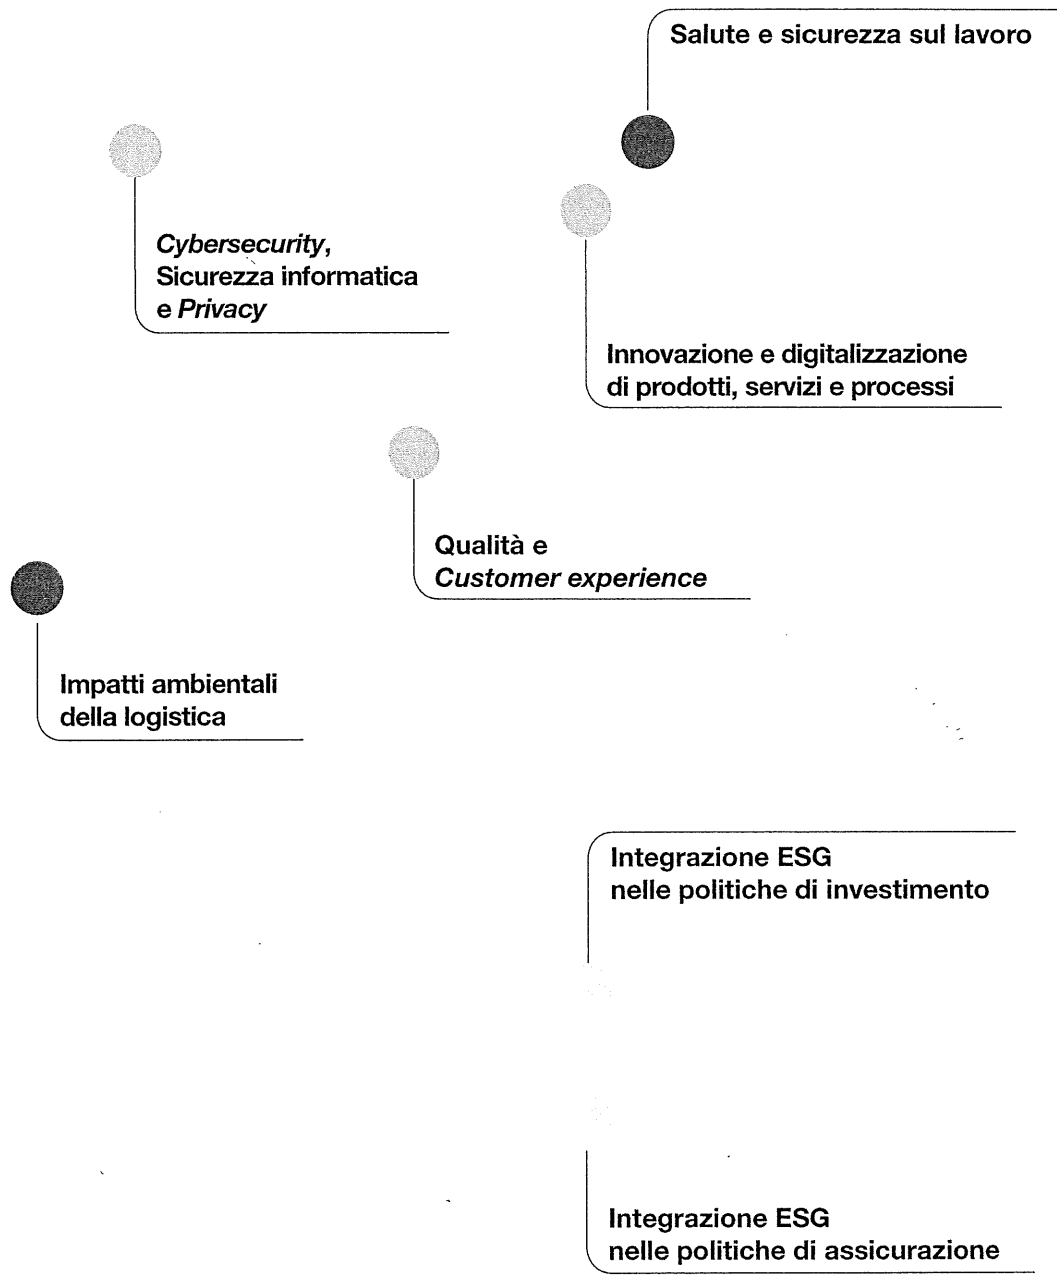 Salute e sicurezza sul lavoro
Cybersecurity,
Sicurezza informatica
e Privacy
Innovazione e digitalizzazione
di prodotti, servizi e processi
Qualità e
Customer experience
Impatti ambientali
della logistica
Integrazione ESG
nelle politiche di investimento
Integrazione ESG
nelle politiche di assicurazione